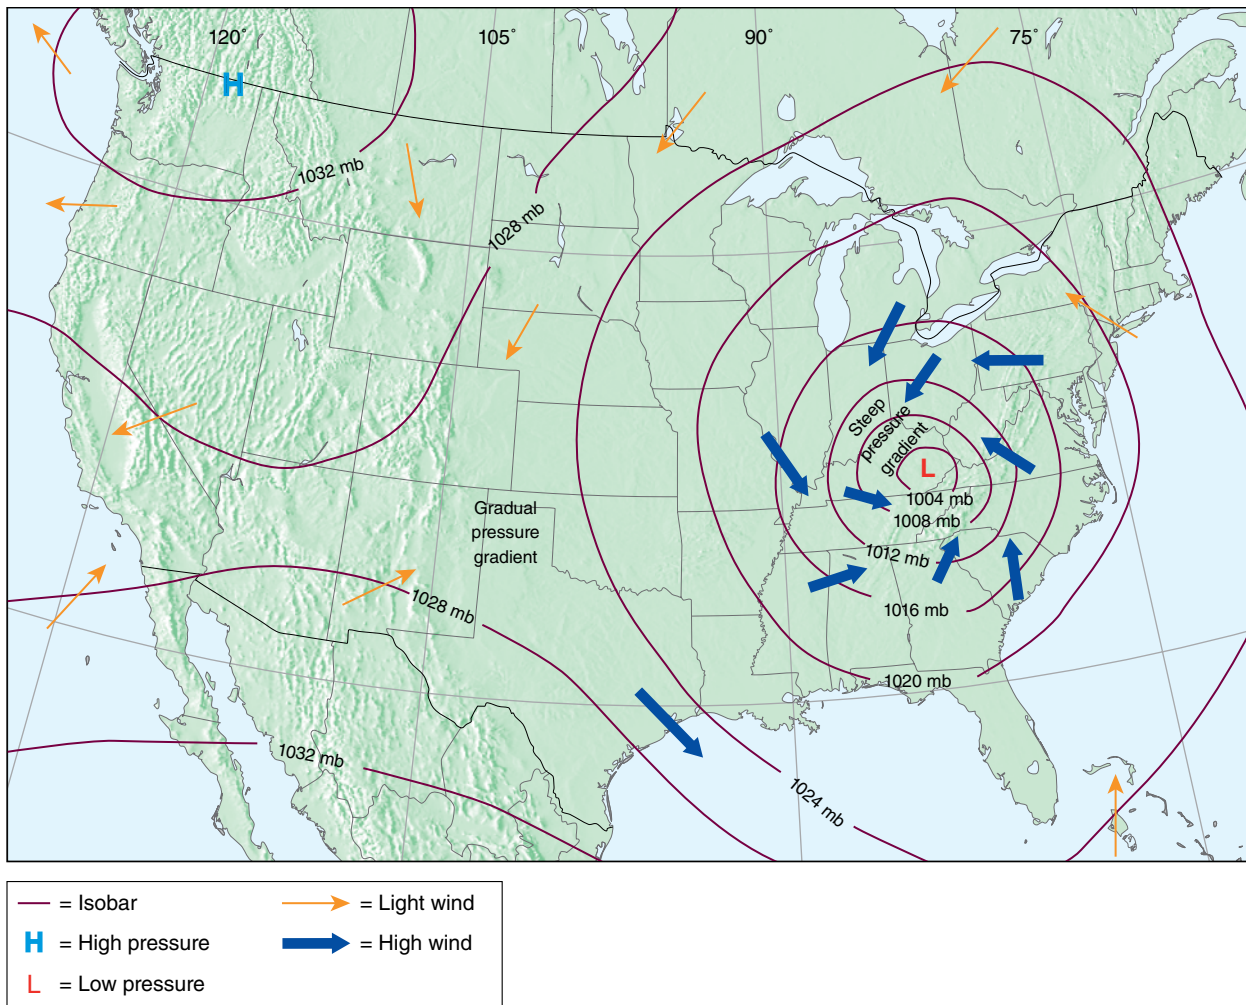 120°
105°
90°
75°
H
1032 mb
1028 mb
Steep
pressure
gradient
L
1004 mb
1008 mb
1012 mb
1016 mb
1020 mb
Gradual
pressure
gradient
1028 mb
1032 mb
1024 mb
= Isobar
= Light wind
H = High pressure
= High wind
L = Low pressure